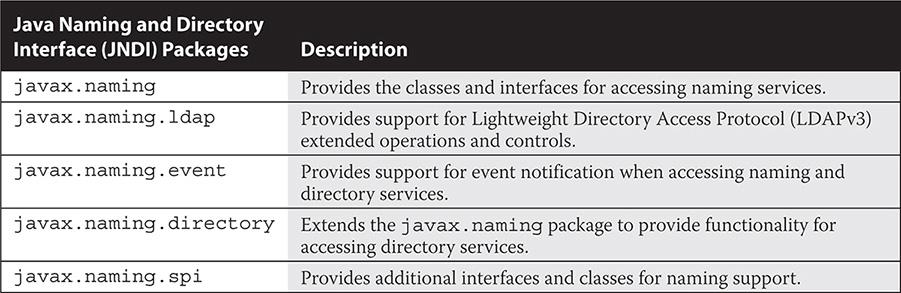 Java Naming and Directory
Interface (JNDI) Packages Description
javax.naming Provides the classes and interfaces for accessing naming services.
javax.naming.ldap Provides support for Lightweight Directory Access Protocol (LDAPv3)
extended operations and controls.
javax.naming.event Provides support for event notification when accessing naming and
directory services.
javax.naming.directory Extends the javax.naming package to provide functionality for
accessing directory services.
javax.naming.spi Provides additional interfaces and classes for naming support.